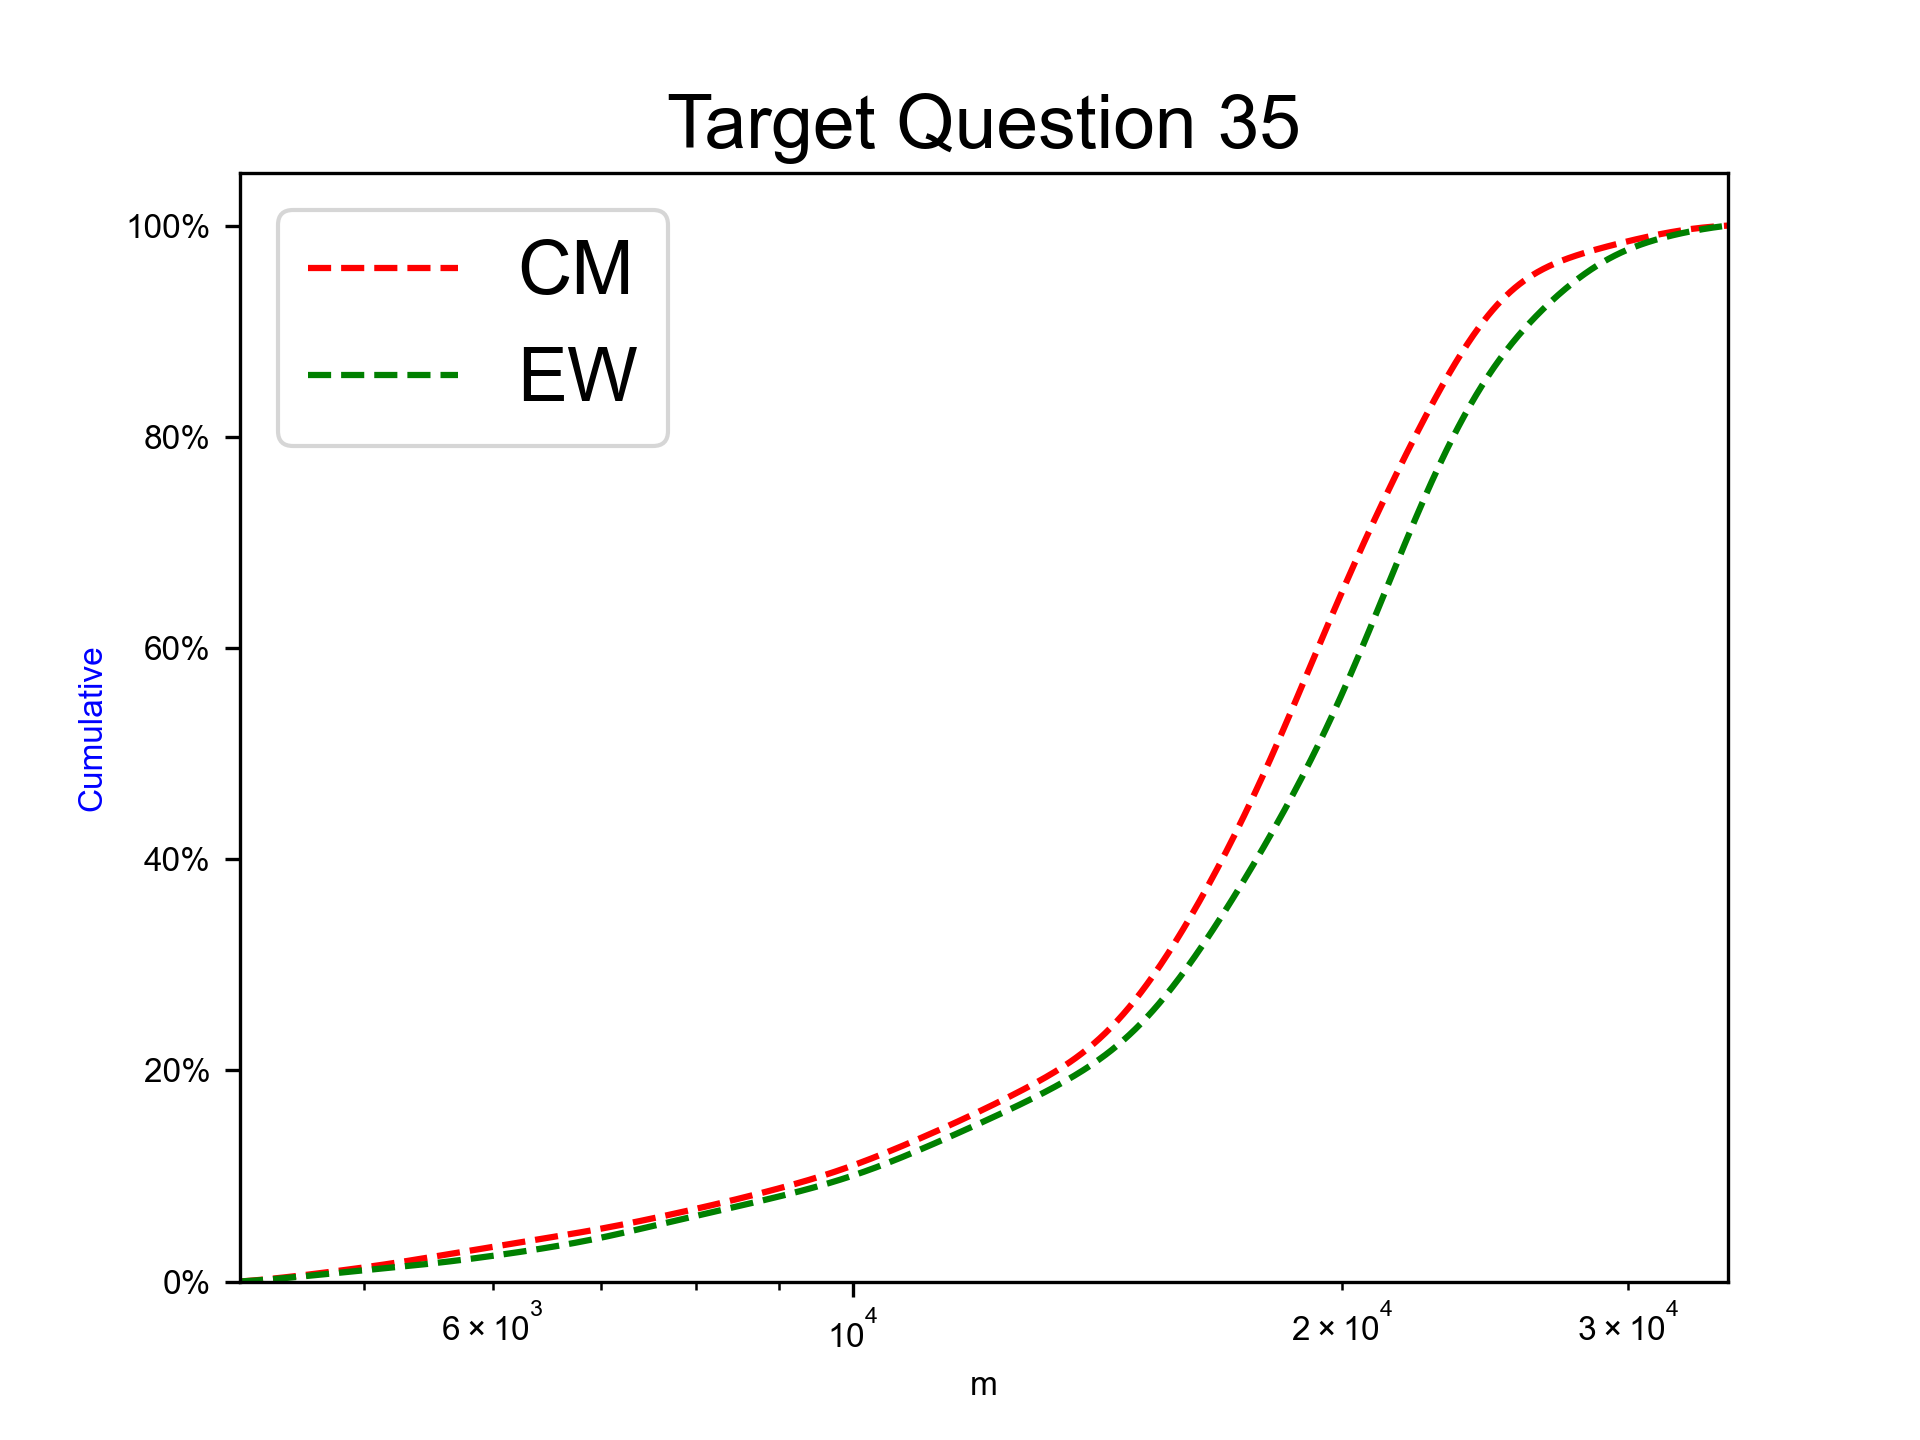 Target Question 35
CM
EW
100%
80%
60%
40%
20%
0%
Cumulative
6 × 10³
10⁴
2 × 10⁴
3 × 10⁴
m